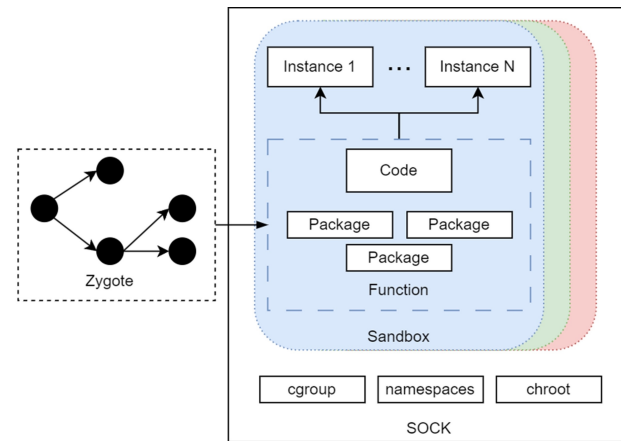 Instance 1
...
Instance N
Code
Package
Package
Package
Function
Sandbox
Zygote
cgroup
namespaces
chroot
SOCK